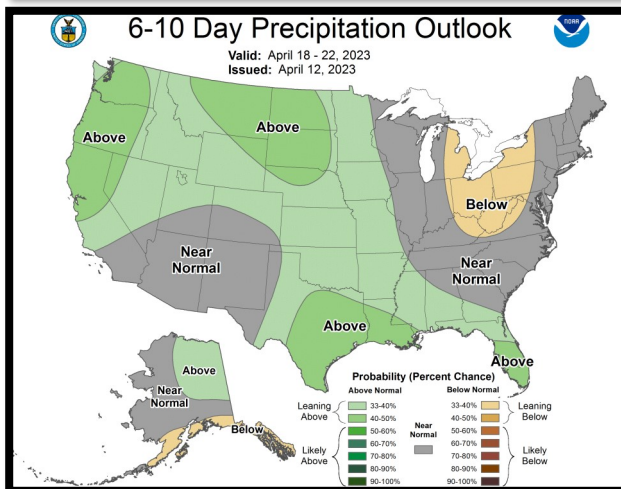 6-10 Day Precipitation Outlook
NOAA
Valid: April 18 - 22, 2023
Issued: April 12, 2023
Above
Above
Below
Near
Normal
Near
Normal
Above
Above
Above
Near
Normal
Below
Probability (Percent Chance)
Above Normal
Below Normal
Leaning
Above
33-40%
40-50%
Likely
Above
50-60%
60-70%
70-80%
80-90%
90-100%
Near
Normal
33-40%
40-50%
Leaning
Below
50-60%
60-70%
70-80%
80-90%
90-100%
Likely
Below